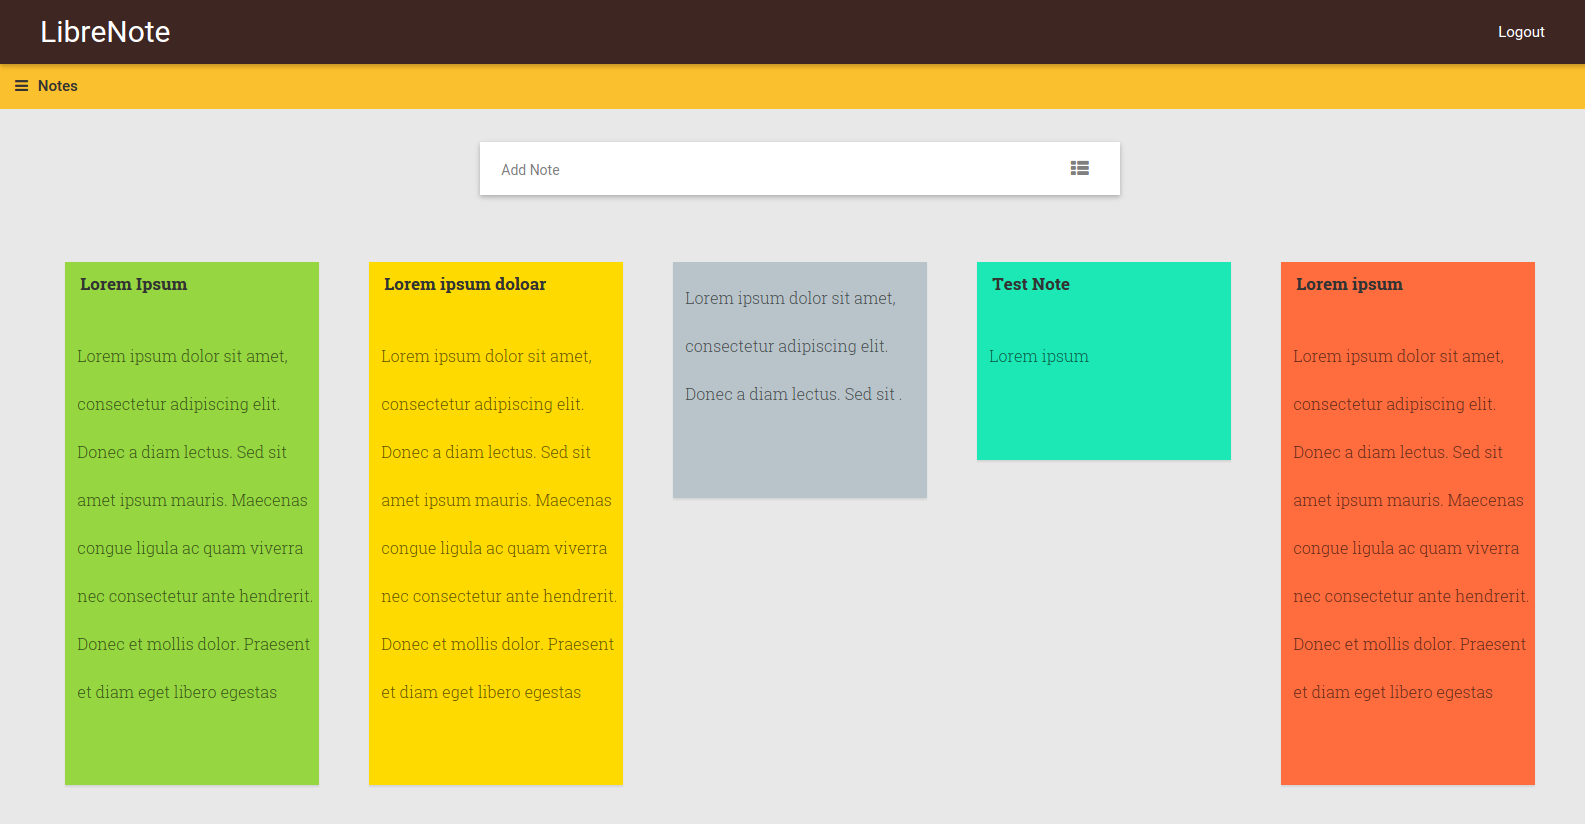 LibreNote
Logout
Notes
Add Note
Lorem Ipsum
Lorem ipsum dolor sit amet,
consectetur adipiscing elit.
Donec a diam lectus. Sed sit
amet ipsum mauris. Maecenas
congue ligula ac quam viverra
nec consectetur ante hendrerit.
Donec et mollis dolor. Praesent
et diam eget libero egestas
Lorem ipsum doloar
Lorem ipsum dolor sit amet,
consectetur adipiscing elit.
Donec a diam lectus. Sed sit
amet ipsum mauris. Maecenas
congue ligula ac quam viverra
nec consectetur ante hendrerit.
Donec et mollis dolor. Praesent
et diam eget libero egestas
Lorem ipsum dolor sit amet,
consectetur adipiscing elit.
Donec a diam lectus. Sed sit .
Test Note
Lorem ipsum
Lorem ipsum
Lorem ipsum dolor sit amet,
consectetur adipiscing elit.
Donec a diam lectus. Sed sit
amet ipsum mauris. Maecenas
congue ligula ac quam viverra
nec consectetur ante hendrerit.
Donec et mollis dolor. Praesent
et diam eget libero egestas